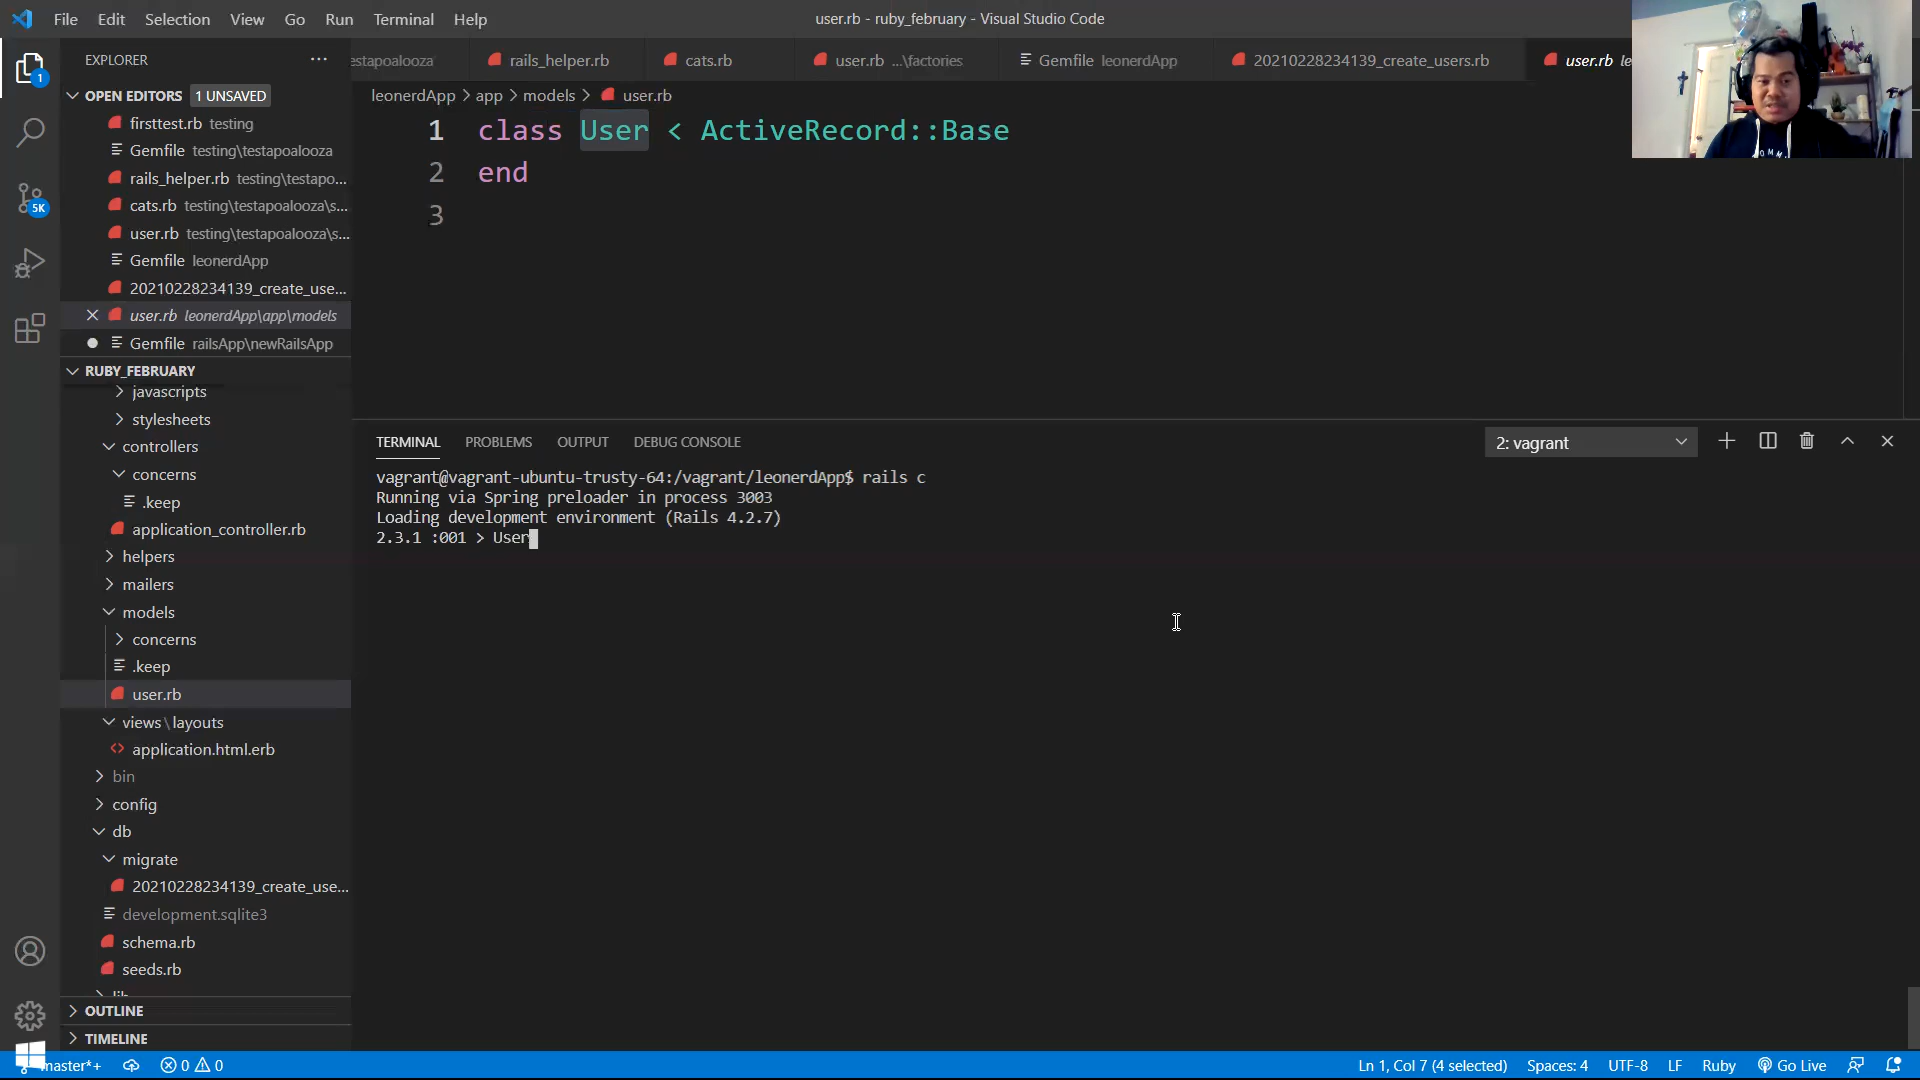 File Edit Selection View Go Run Terminal Help
user.rb - ruby_february - Visual Studio Code
EXPLORER
OPEN EDITORS 1 UNSAVED
firsttest.rb testing
Gemfile testing\testapoalooza
rails_helper.rb testing\testapo...
cats.rb testing\testapoalooza\s...
user.rb testing\testapoalooza\s...
Gemfile leonerdApp
20210228234139_create_use...
user.rb leonerdApp\app\models
Gemfile railsApp\newRailsApp
RUBY_FEBRUARY
javascripts
stylesheets
controllers
concerns
.keep
application_controller.rb
helpers
mailers
models
concerns
.keep
user.rb
views\layouts
application.html.erb
bin
config
db
migrate
20210228234139_create_use...
development.sqlite3
schema.rb
seeds.rb
lib
OUTLINE
TIMELINE
1
5K
estapoalooza rails_helper.rb cats.rb user.rb ...\factories Gemfile leonerdApp 20210228234139_create_users.rb user.rb le
leonerdApp > app > models > user.rb
1 class User < ActiveRecord::Base
2 end
3
TERMINAL PROBLEMS OUTPUT DEBUG CONSOLE
2: vagrant
vagrant@vagrant-ubuntu-trusty-64:/vagrant/leonerdApp$ rails c
Running via Spring preloader in process 3003
Loading development environment (Rails 4.2.7)
2.3.1 :001 > User
master*+ 0 0
Ln 1, Col 7 (4 selected) Spaces: 4 UTF-8 LF Ruby Go Live